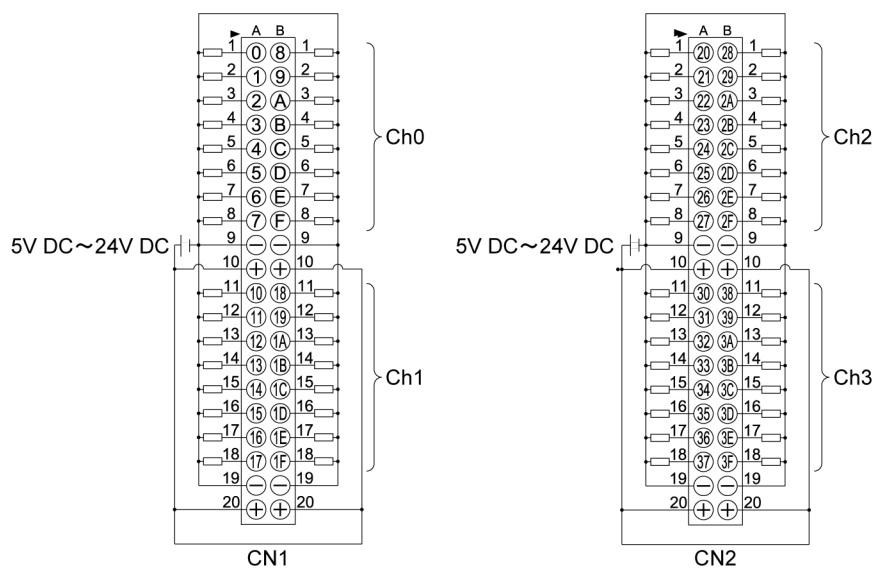 A B
1 0 8 1
2 1 9 2
3 2 A 3
4 3 B 4
5 4 C 5
6 5 D 6
7 6 E 7
8 7 F 8
Ch0
5V DC～24V DC
9 − − 9
10 + + 10
11 10 18 11
12 11 19 12
13 12 1A 13
14 13 1B 14
15 14 1C 15
16 15 1D 16
17 16 1E 17
18 17 1F 18
Ch1
19 − − 19
20 + + 20
CN1
A B
1 20 28 1
2 21 29 2
3 22 2A 3
4 23 2B 4
5 24 2C 5
6 25 2D 6
7 26 2E 7
8 27 2F 8
Ch2
5V DC～24V DC
9 − − 9
10 + + 10
11 30 38 11
12 31 39 12
13 32 3A 13
14 33 3B 14
15 34 3C 15
16 35 3D 16
17 36 3E 17
18 37 3F 18
Ch3
19 − − 19
20 + + 20
CN2